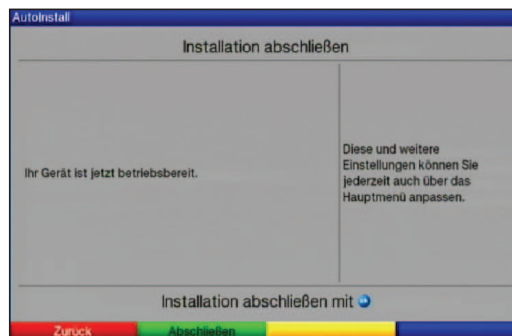 AutoInstall
Installation abschließen
Ihr Gerät ist jetzt betriebsbereit.
Diese und weitere
Einstellungen können Sie
jederzeit auch über das
Hauptmenü anpassen.
Installation abschließen mit
Zurück Abschließen